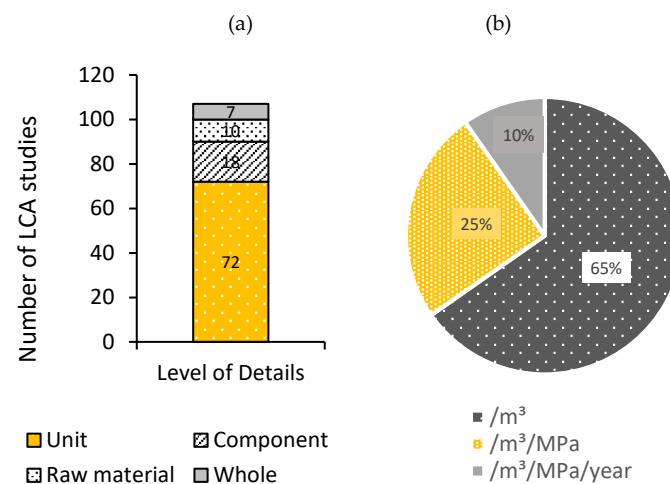 (a)
(b)
Number of LCA studies
120
100
80
60
40
20
0
7
10
18
72
Level of Details
Unit
Component
Raw material
Whole
10%
25%
65%
/m³
/m³/MPa
/m³/MPa/year